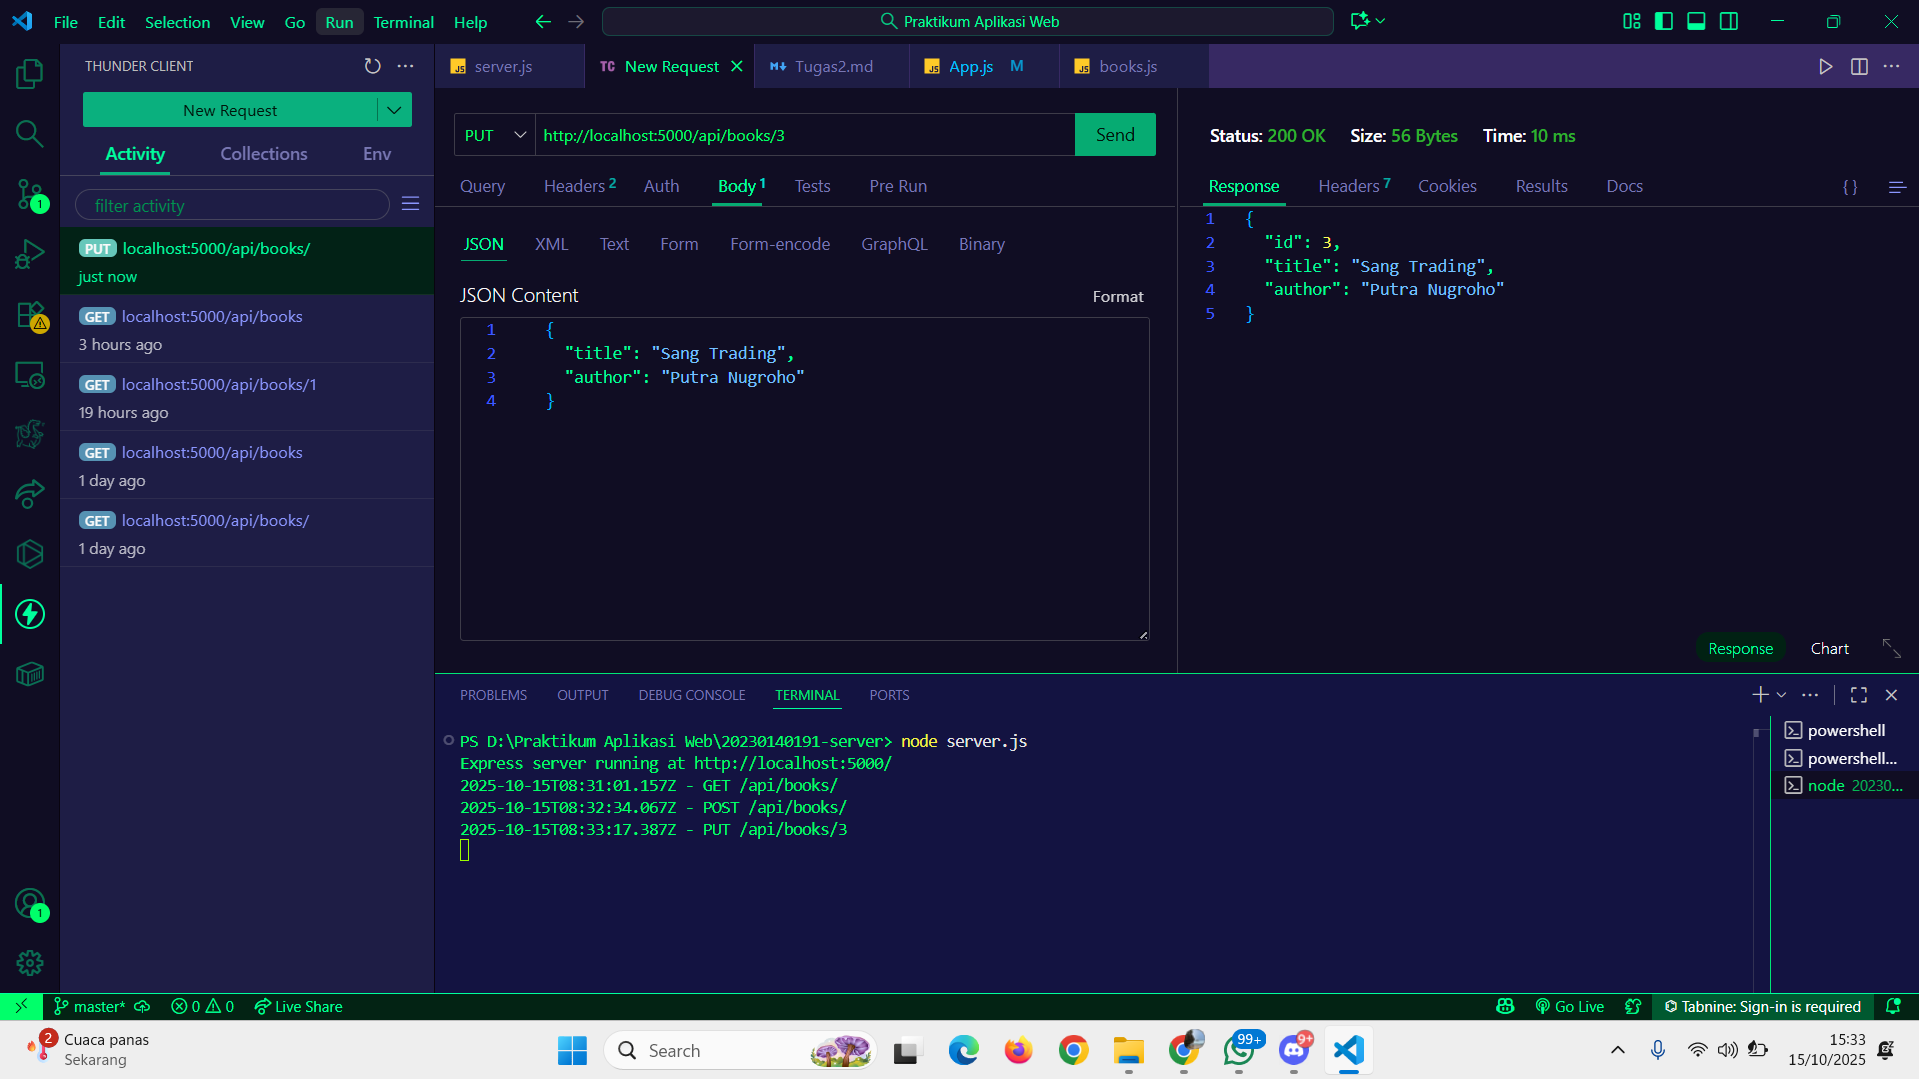 File Edit Selection View Go Run Terminal Help
Praktikum Aplikasi Web
THUNDER CLIENT
New Request
Activity Collections Env
filter activity
PUT localhost:5000/api/books/
just now
GET localhost:5000/api/books
3 hours ago
GET localhost:5000/api/books/1
19 hours ago
GET localhost:5000/api/books
1 day ago
GET localhost:5000/api/books/
1 day ago
JS server.js
TC New Request
Tugas2.md
JS App.js M
JS books.js
PUT http://localhost:5000/api/books/3 Send
Query Headers 2 Auth Body 1 Tests Pre Run
JSON XML Text Form Form-encode GraphQL Binary
JSON Content Format
1 {
2 "title": "Sang Trading",
3 "author": "Putra Nugroho"
4 }
Status: 200 OK Size: 56 Bytes Time: 10 ms
Response Headers 7 Cookies Results Docs { }
1 {
2 "id": 3,
3 "title": "Sang Trading",
4 "author": "Putra Nugroho"
5 }
Response Chart
PROBLEMS OUTPUT DEBUG CONSOLE TERMINAL PORTS
PS D:\Praktikum Aplikasi Web\20230140191-server> node server.js
Express server running at http://localhost:5000/
2025-10-15T08:31:01.157Z - GET /api/books/
2025-10-15T08:32:34.067Z - POST /api/books/
2025-10-15T08:33:17.387Z - PUT /api/books/3
powershell
powershell...
node 20230...
1
1
master* 0 0 Live Share
Go Live
Tabnine: Sign-in is required
2
Cuaca panas
Sekarang
Search
99+
9+
15:33
15/10/2025